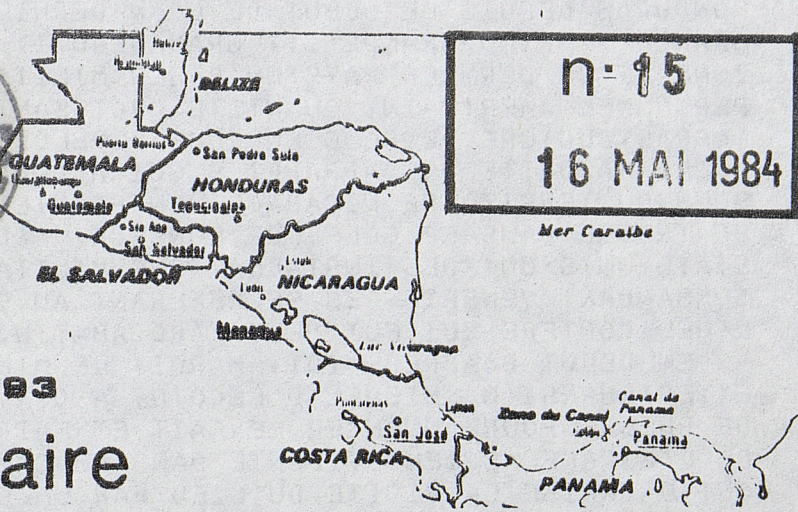 n° 15
16 MAI 1984
BELIZE
Puerto Barrios
San Pedro Sula
GUATEMALA
HONDURAS
Guatemala
Tegucigalpa
Sta Ana
San Salvador
Mer Caraïbe
EL SALVADOR
NICARAGUA
León
Managua
Lac Nicaragua
93
Puntarenas
Limon
Canal de
Panama
Zone du Canal
Colón
San José
Panama
aire
COSTA RICA
PANAMA